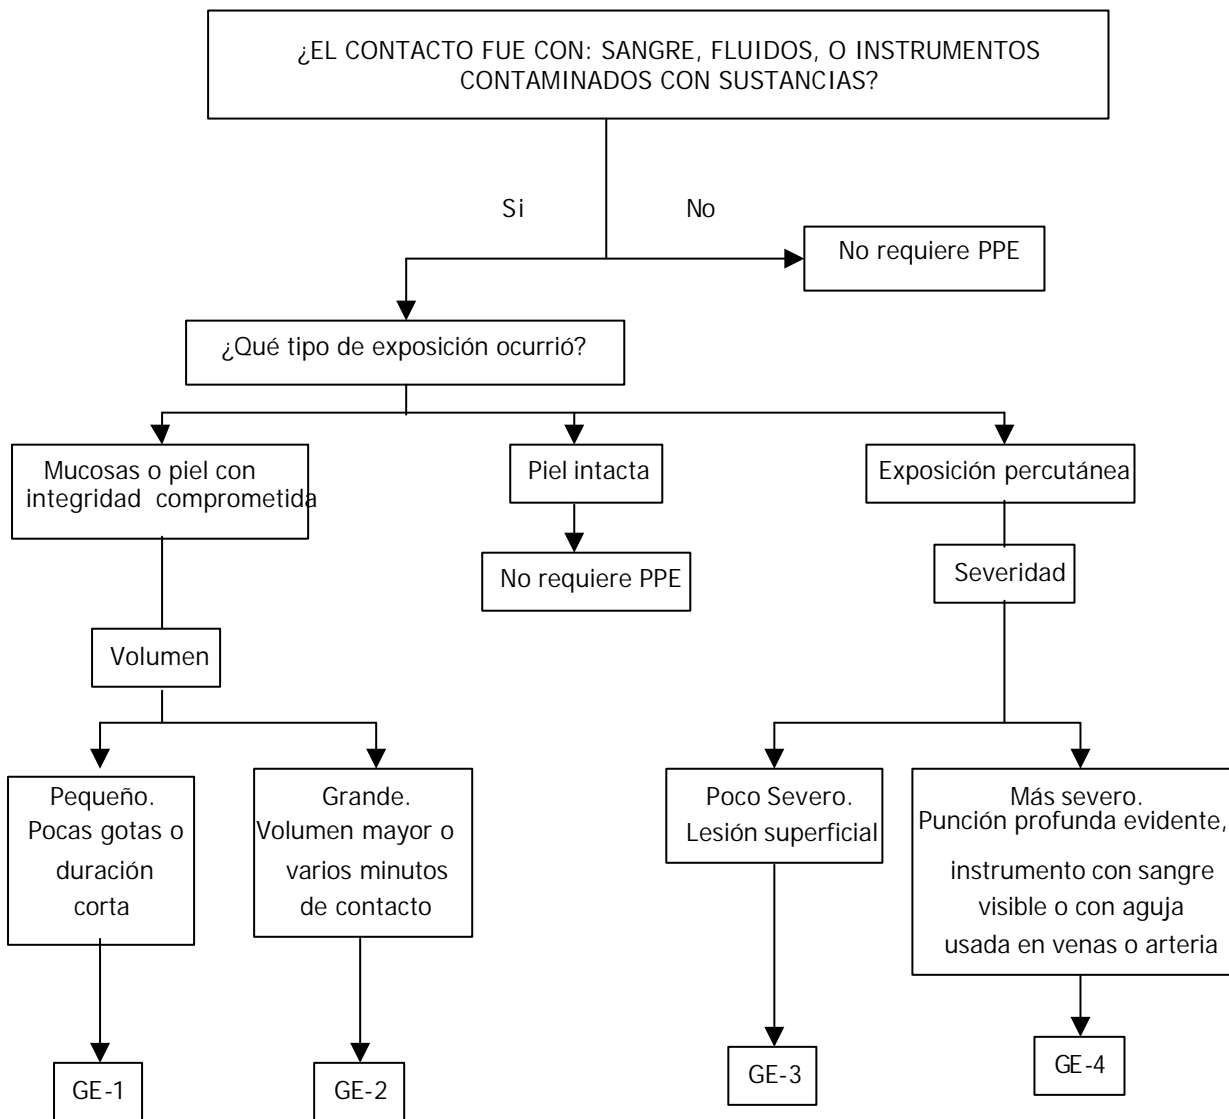 ¿EL CONTACTO FUE CON: SANGRE, FLUIDOS, O INSTRUMENTOS
CONTAMINADOS CON SUSTANCIAS?
Si
No
No requiere PPE
¿Qué tipo de exposición ocurrió?
Mucosas o piel con
integridad comprometida
Piel intacta
Exposición percutánea
No requiere PPE
Severidad
Volumen
Pequeño.
Pocas gotas o
duración
corta
Grande.
Volumen mayor o
varios minutos
de contacto
Poco Severo.
Lesión superficial
Más severo.
Punción profunda evidente,
instrumento con sangre
visible o con aguja
usada en venas o arteria
GE-1
GE-2
GE-3
GE-4